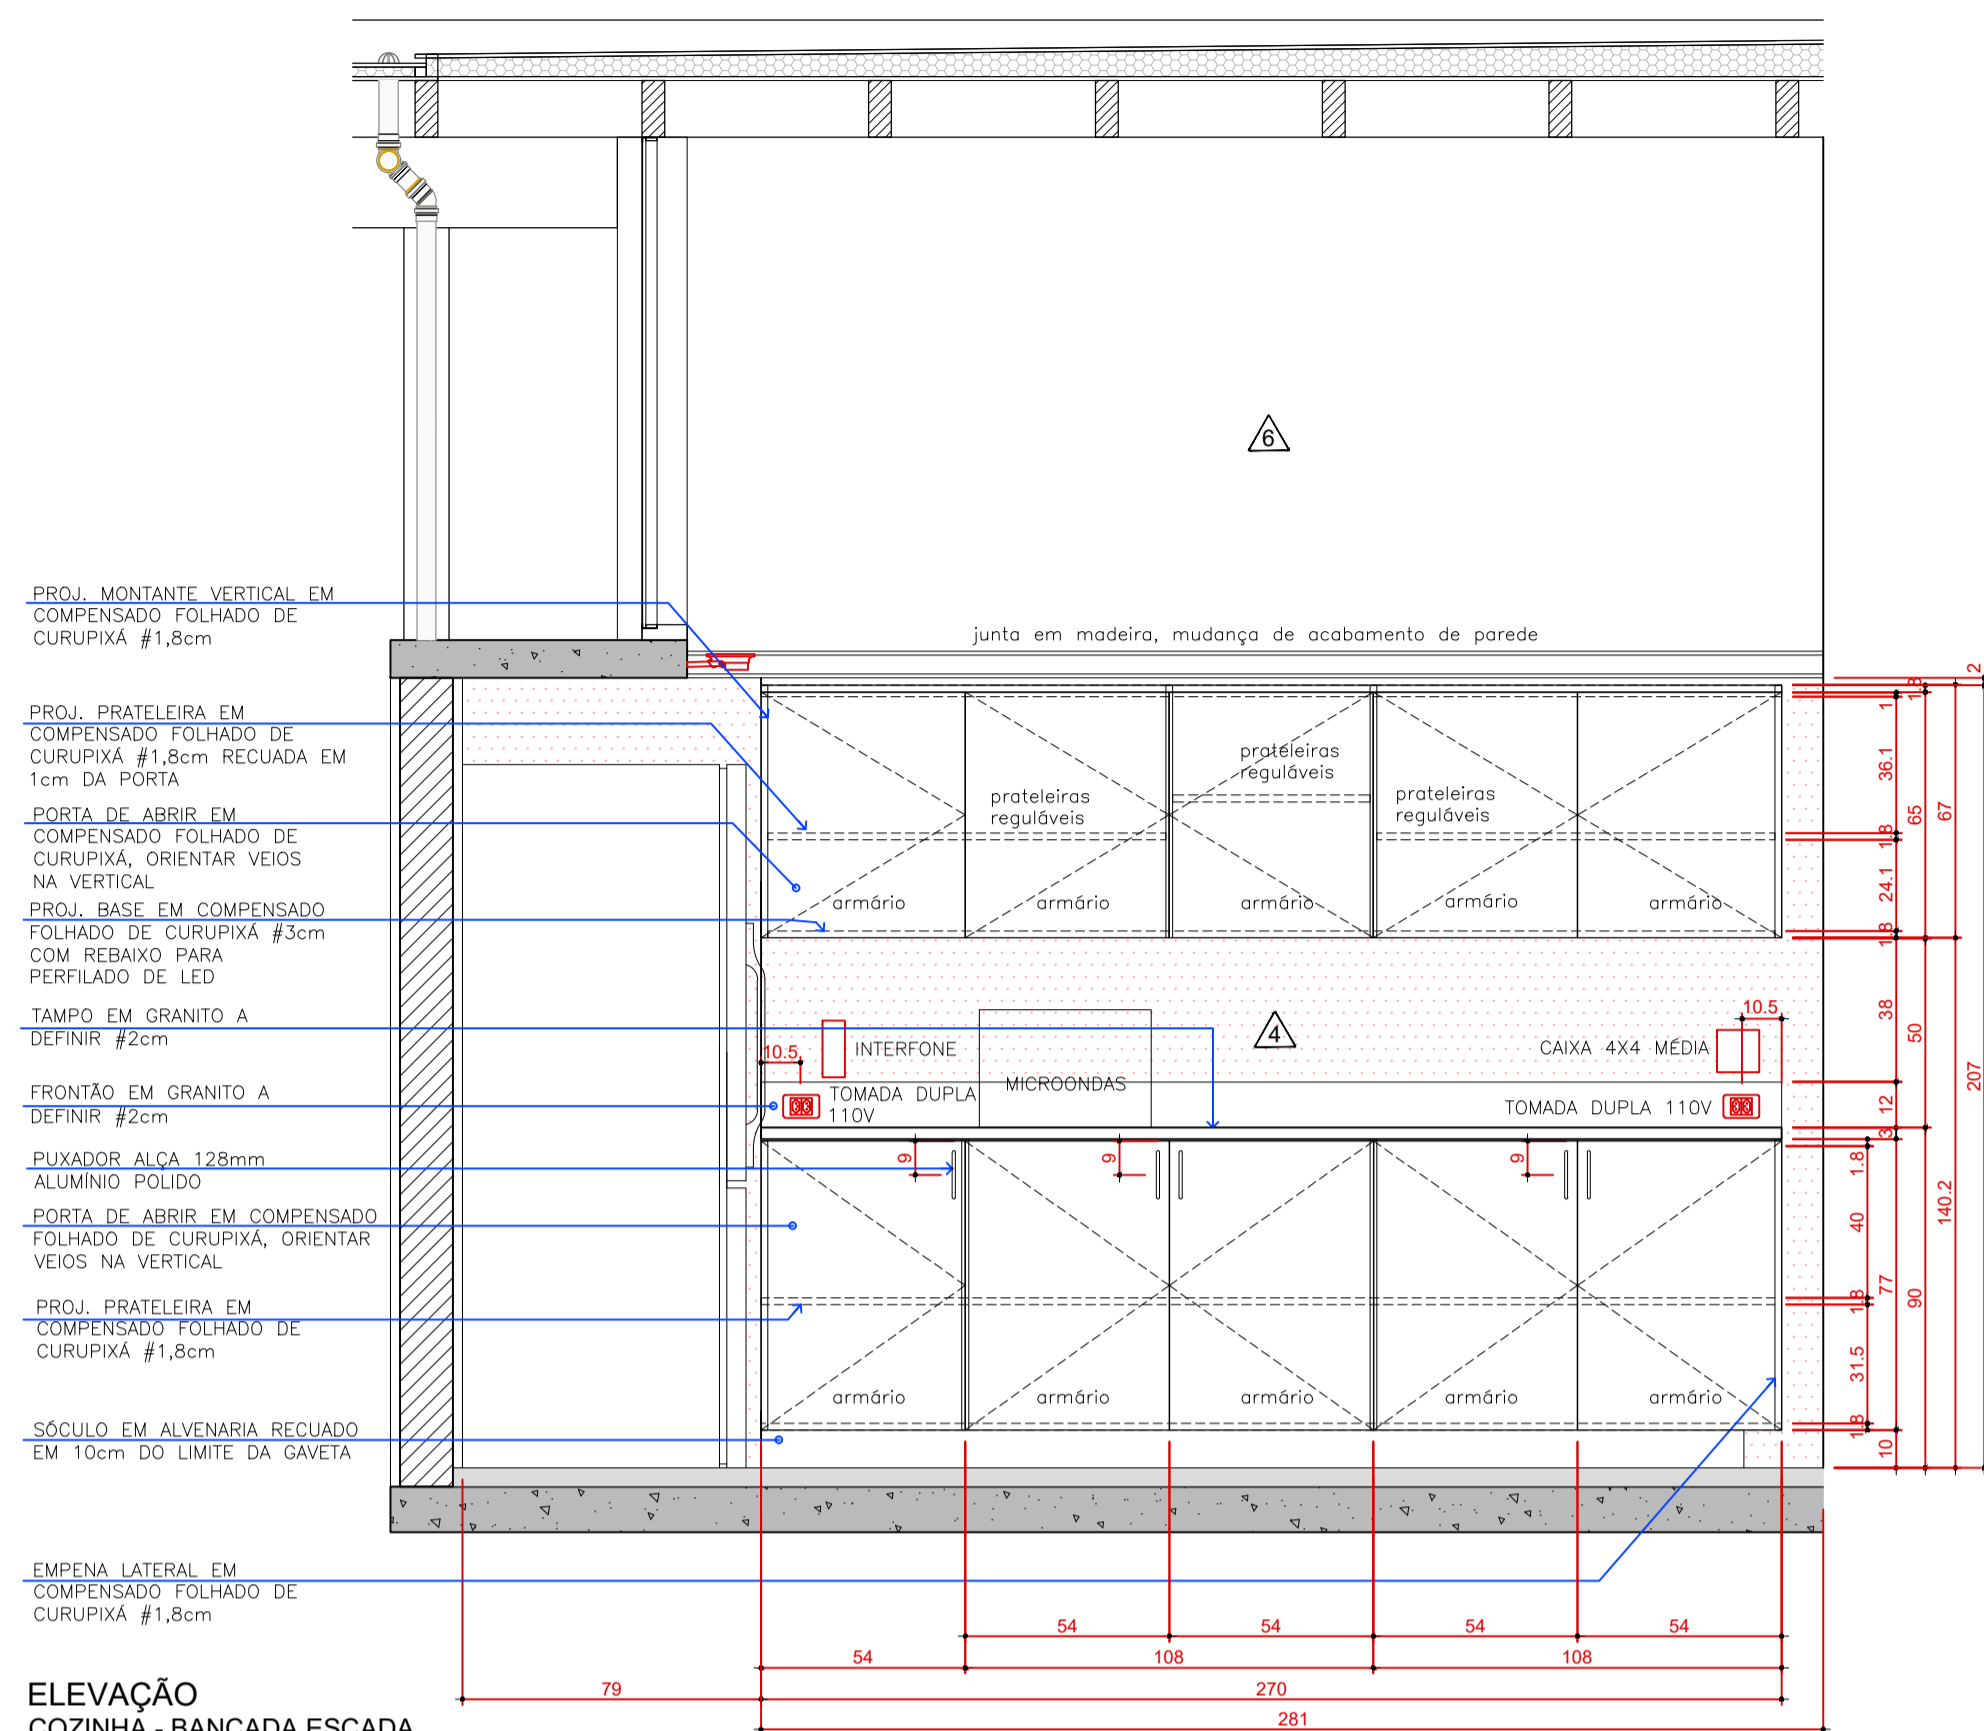 6
junta em madeira, mudança de acabamento de parede
PROJ. MONTANTE VERTICAL EM
COMPENSADO FOLHADO DE
CURUPIXÁ #1,8cm
PROJ. PRATELEIRA EM
COMPENSADO FOLHADO DE
CURUPIXÁ #1,8cm RECUADA EM
1cm DA PORTA
PORTA DE ABRIR EM
COMPENSADO FOLHADO DE
CURUPIXÁ, ORIENTAR VEIOS
NA VERTICAL
PROJ. BASE EM COMPENSADO
FOLHADO DE CURUPIXÁ #3cm
COM REBAIXO PARA
PERFILADO DE LED
TAMPO EM GRANITO A
DEFINIR #2cm
FRONTÃO EM GRANITO A
DEFINIR #2cm
PUXADOR ALÇA 128mm
ALUMÍNIO POLIDO
PORTA DE ABRIR EM COMPENSADO
FOLHADO DE CURUPIXÁ, ORIENTAR
VEIOS NA VERTICAL
PROJ. PRATELEIRA EM
COMPENSADO FOLHADO DE
CURUPIXÁ #1,8cm
SÓCULO EM ALVENARIA RECUADO
EM 10cm DO LIMITE DA GAVETA
EMPENA LATERAL EM
COMPENSADO FOLHADO DE
CURUPIXÁ #1,8cm
prateleiras
reguláveis
prateleiras
reguláveis
prateleiras
reguláveis
armário
armário
armário
armário
armário
4
10.5
INTERFONE
MICROONDAS
TOMADA DUPLA
110V
10.5
CAIXA 4X4 MÉDIA
TOMADA DUPLA 110V
9
9
9
armário
armário
armário
armário
armário
2
1.8
36.1
1.8
24.1
1.8
65
67
38
50
12
3
207
1.8
40
1.8
31.5
1.8
77
10
90
140.2
54
54
54
54
54
108
108
79
270
281
ELEVAÇÃO
COZINHA - BANCADA ESCADA